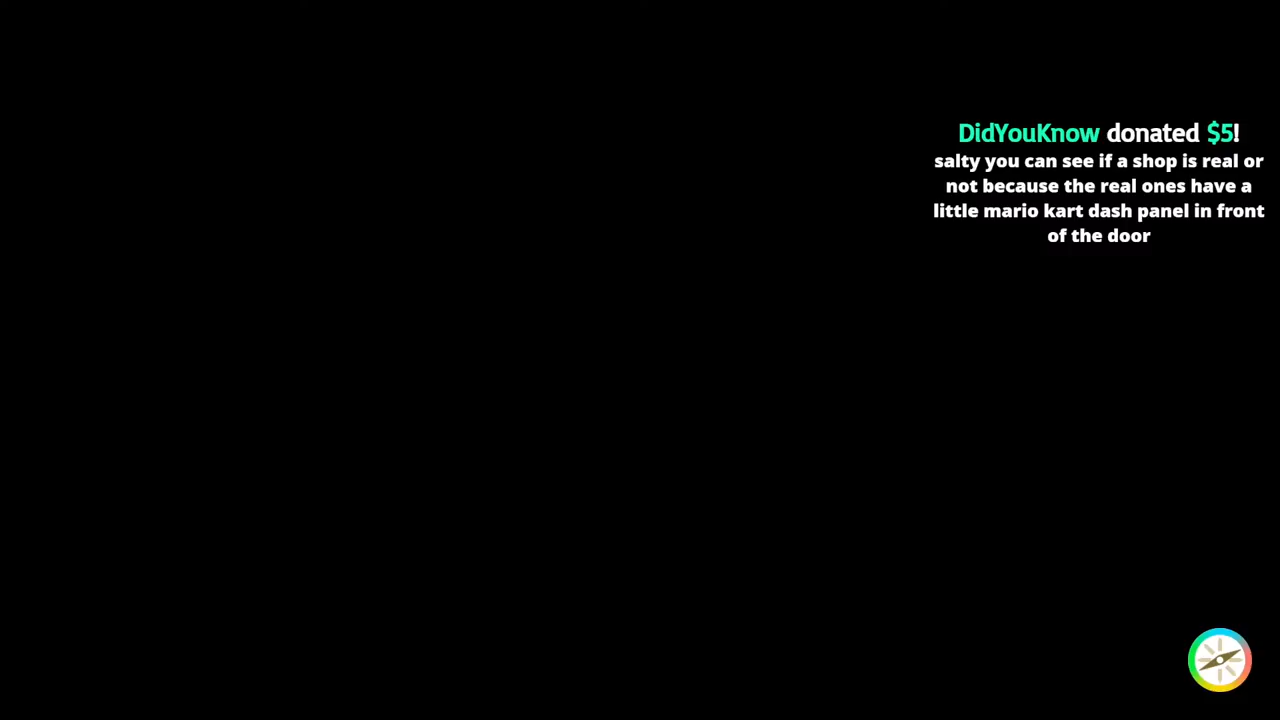 DidYouKnow donated $5!
salty you can see if a shop is real or
not because the real ones have a
little mario kart dash panel in front
of the door